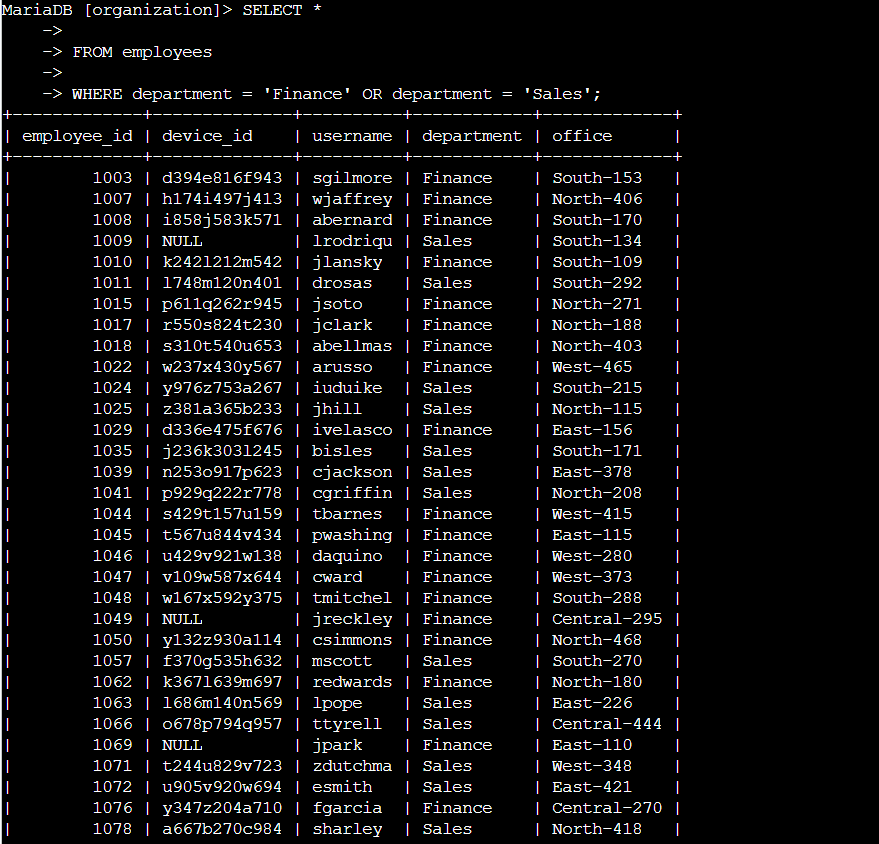 MariaDB [organization]> SELECT *
    ->
    -> FROM employees
    ->
    -> WHERE department = 'Finance' OR department = 'Sales';
+-------------+--------------+----------+------------+-------------+
| employee_id | device_id    | username | department | office      |
+-------------+--------------+----------+------------+-------------+
|        1003 | d394e816f943 | sgilmore | Finance    | South-153   |
|        1007 | h174i497j413 | wjaffrey | Finance    | North-406   |
|        1008 | i858j583k571 | abernard | Finance    | South-170   |
|        1009 | NULL         | lrodriqu | Sales      | South-134   |
|        1010 | k242l212m542 | jlansky  | Finance    | South-109   |
|        1011 | l748m120n401 | drosas   | Sales      | South-292   |
|        1015 | p611q262r945 | jsoto    | Finance    | North-271   |
|        1017 | r550s824t230 | jclark   | Finance    | North-188   |
|        1018 | s310t540u653 | abellmas | Finance    | North-403   |
|        1022 | w237x430y567 | arusso   | Finance    | West-465    |
|        1024 | y976z753a267 | iuduike  | Sales      | South-215   |
|        1025 | z381a365b233 | jhill    | Sales      | North-115   |
|        1029 | d336e475f676 | ivelasco | Finance    | East-156    |
|        1035 | j236k303l245 | bisles   | Sales      | South-171   |
|        1039 | n253o917p623 | cjackson | Sales      | East-378    |
|        1041 | p929q222r778 | cgriffin | Sales      | North-208   |
|        1044 | s429t157u159 | tbarnes  | Finance    | West-415    |
|        1045 | t567u844v434 | pwashing | Finance    | East-115    |
|        1046 | u429v921w138 | daquino  | Finance    | West-280    |
|        1047 | v109w587x644 | cward    | Finance    | West-373    |
|        1048 | w167x592y375 | tmitchel | Finance    | South-288   |
|        1049 | NULL         | jreckley | Finance    | Central-295 |
|        1050 | y132z930a114 | csimmons | Finance    | North-468   |
|        1057 | f370g535h632 | mscott   | Sales      | South-270   |
|        1062 | k367l639m697 | redwards | Finance    | North-180   |
|        1063 | l686m140n569 | lpope    | Sales      | East-226    |
|        1066 | o678p794q957 | ttyrell  | Sales      | Central-444 |
|        1069 | NULL         | jpark    | Finance    | East-110    |
|        1071 | t244u829v723 | zdutchma | Sales      | West-348    |
|        1072 | u905v920w694 | esmith   | Sales      | East-421    |
|        1076 | y347z204a710 | fgarcia  | Finance    | Central-270 |
|        1078 | a667b270c984 | sharley  | Sales      | North-418   |